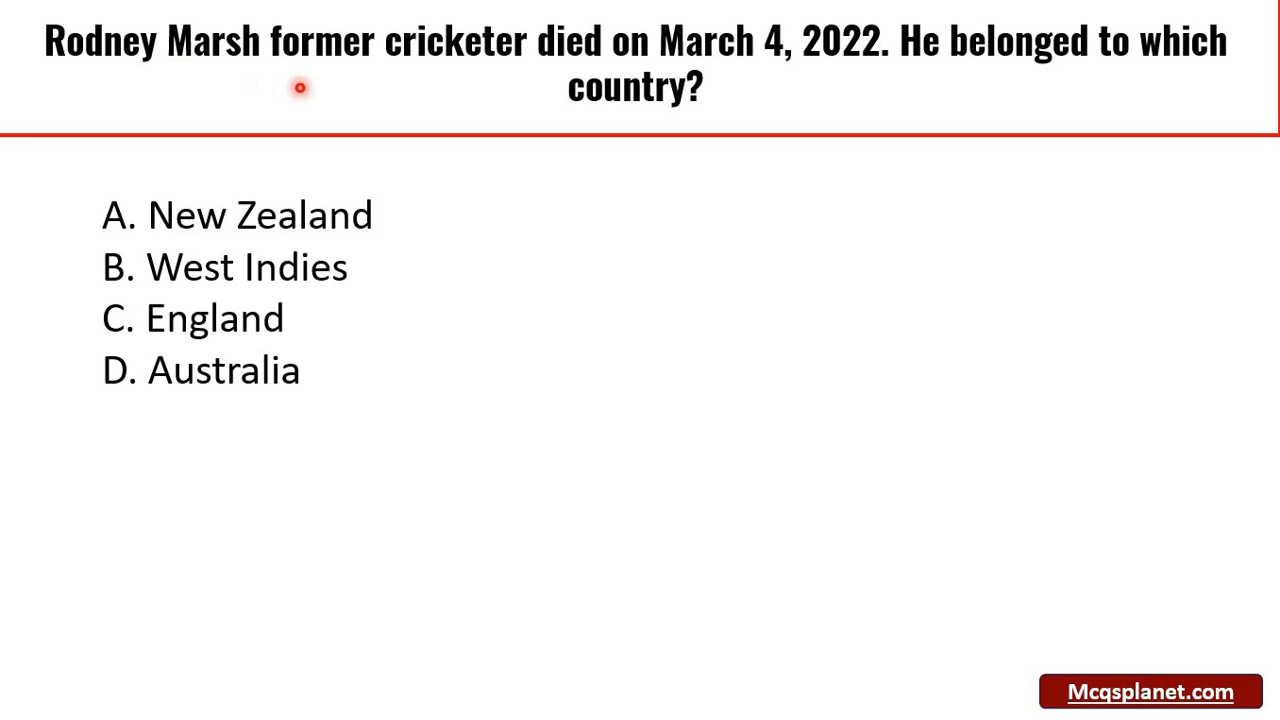 Rodney Marsh former cricketer died on March 4, 2022. He belonged to which
country?
A. New Zealand
B. West Indies
C. England
D. Australia
Mcqsplanet.com